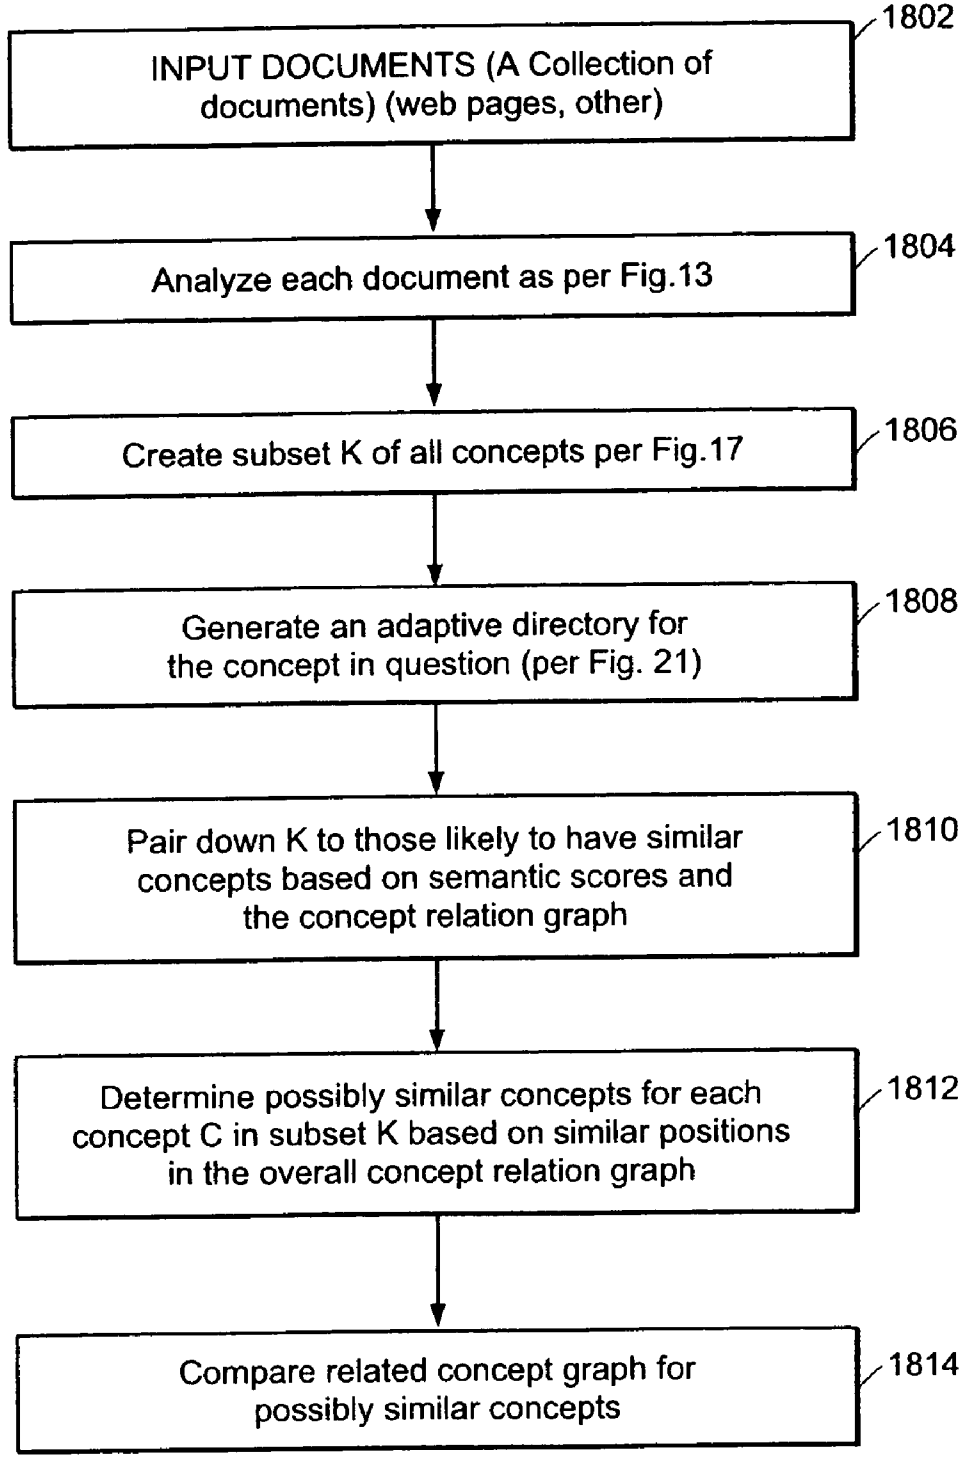 1802
INPUT DOCUMENTS (A Collection of
documents) (web pages, other)
1804
Analyze each document as per Fig.13
1806
Create subset K of all concepts per Fig.17
1808
Generate an adaptive directory for
the concept in question (per Fig. 21)
1810
Pair down K to those likely to have similar
concepts based on semantic scores and
the concept relation graph
1812
Determine possibly similar concepts for each
concept C in subset K based on similar positions
in the overall concept relation graph
1814
Compare related concept graph for
possibly similar concepts